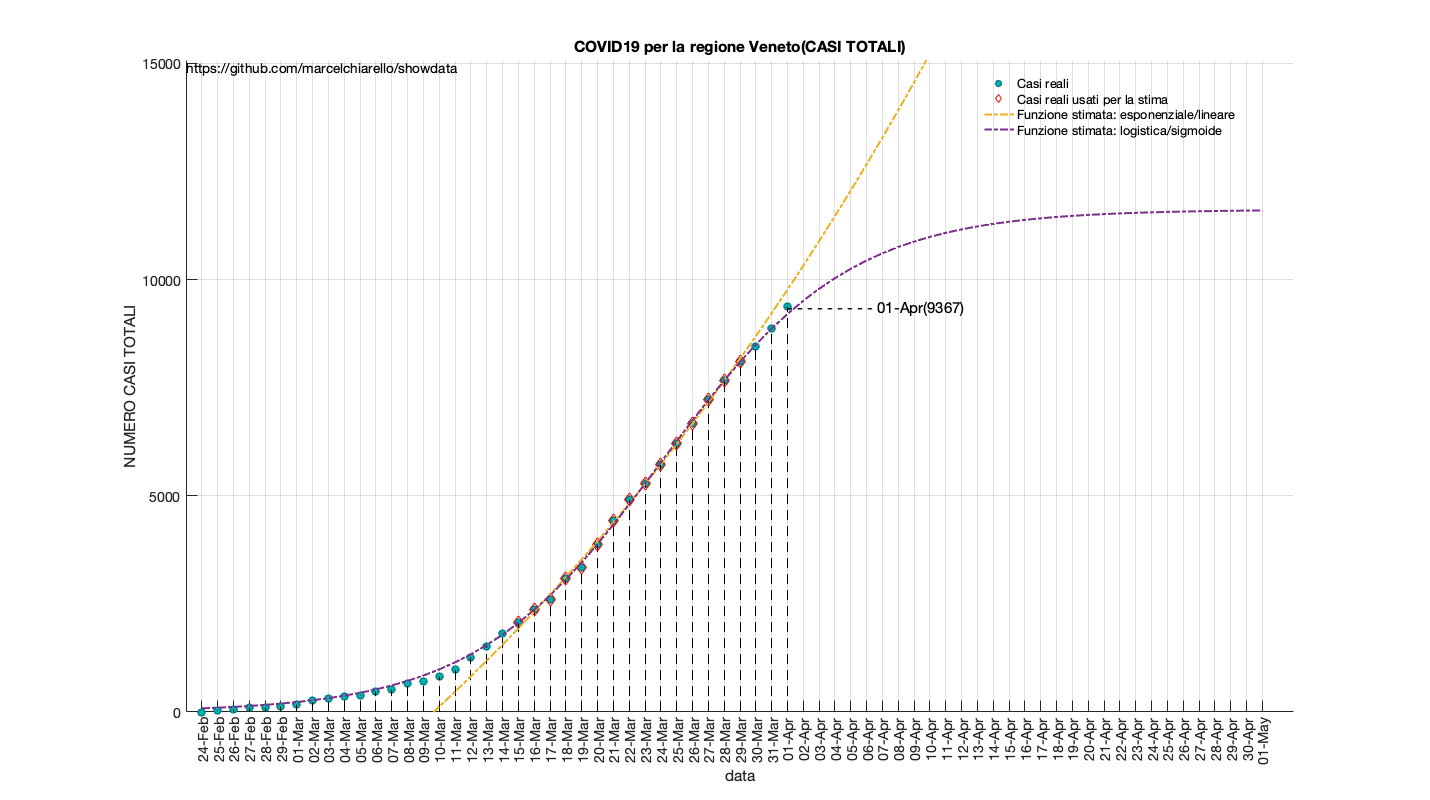 COVID19 per la regione Veneto(CASI TOTALI)
https://github.com/marcelchiarello/showdata
Casi reali
Casi reali usati per la stima
Funzione stimata: esponenziale/lineare
Funzione stimata: logistica/sigmoide
15000
10000
5000
0
NUMERO CASI TOTALI
01-Apr(9367)
24-Feb
25-Feb
26-Feb
27-Feb
28-Feb
29-Feb
01-Mar
02-Mar
03-Mar
04-Mar
05-Mar
06-Mar
07-Mar
08-Mar
09-Mar
10-Mar
11-Mar
12-Mar
13-Mar
14-Mar
15-Mar
16-Mar
17-Mar
18-Mar
19-Mar
20-Mar
21-Mar
22-Mar
23-Mar
24-Mar
25-Mar
26-Mar
27-Mar
28-Mar
29-Mar
30-Mar
31-Mar
01-Apr
02-Apr
03-Apr
04-Apr
05-Apr
06-Apr
07-Apr
08-Apr
09-Apr
10-Apr
11-Apr
12-Apr
13-Apr
14-Apr
15-Apr
16-Apr
17-Apr
18-Apr
19-Apr
20-Apr
21-Apr
22-Apr
23-Apr
24-Apr
25-Apr
26-Apr
27-Apr
28-Apr
29-Apr
30-Apr
01-May
data